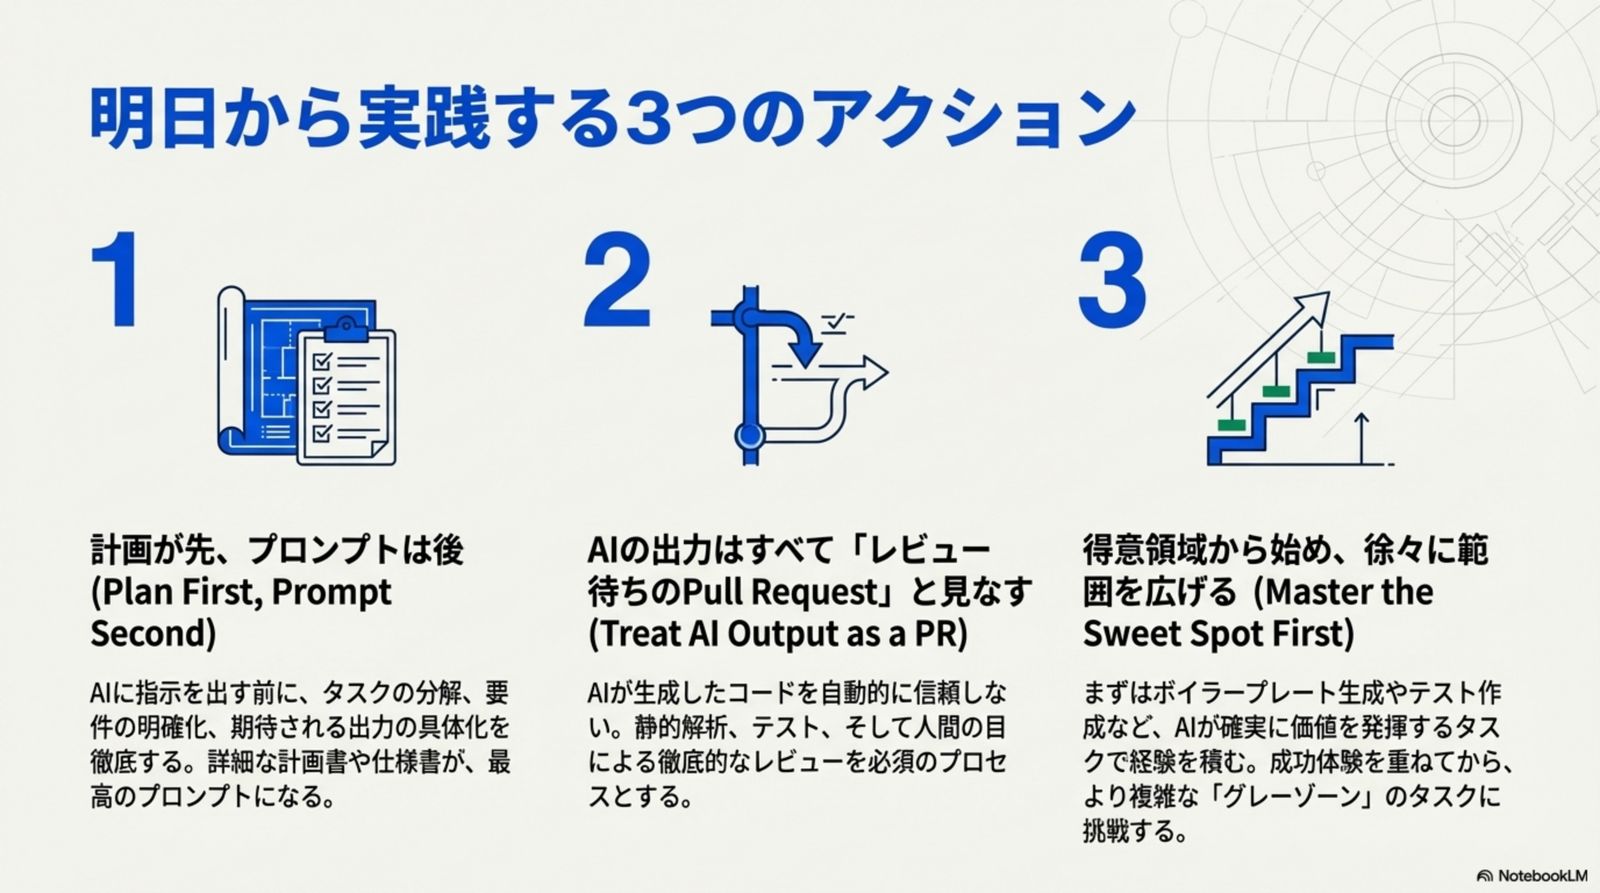 明日から実践する3つのアクション
1
計画が先、プロンプトは後
(Plan First, Prompt
Second)
AIに指示を出す前に、タスクの分解、要
件の明確化、期待される出力の具体化を
徹底する。詳細な計画書や仕様書が、最
高のプロンプトになる。
2
AIの出力はすべて「レビュー
待ちのPull Request」と見なす
(Treat AI Output as a PR)
AIが生成したコードを自動的に信頼しな
い。静的解析、テスト、そして人間の目
による徹底的なレビューを必須のプロセ
スとする。
3
得意領域から始め、徐々に範
囲を広げる (Master the
Sweet Spot First)
まずはボイラープレート生成やテスト作
成など、AIが確実に価値を発揮するタス
クで経験を積む。成功体験を重ねてから、
より複雑な「グレーゾーン」のタスクに
挑戦する。
NotebookLM